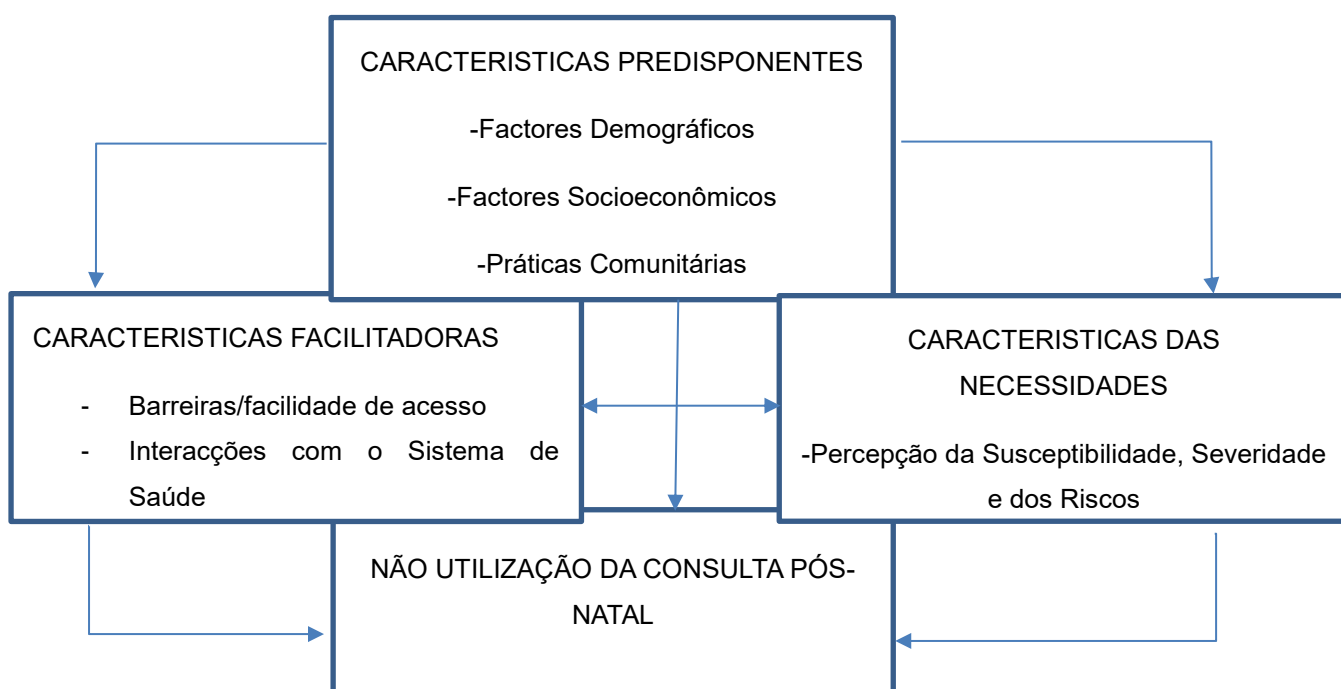 CARACTERISTICAS PREDISPONENTES
-Factores Demográficos
-Factores Socioeconômicos
-Práticas Comunitárias
CARACTERISTICAS FACILITADORAS
- Barreiras/facilidade de acesso
- Interacções com o Sistema de
Saúde
CARACTERISTICAS DAS
NECESSIDADES
-Percepção da Susceptibilidade, Severidade
e dos Riscos
NÃO UTILIZAÇÃO DA CONSULTA PÓS-
NATAL